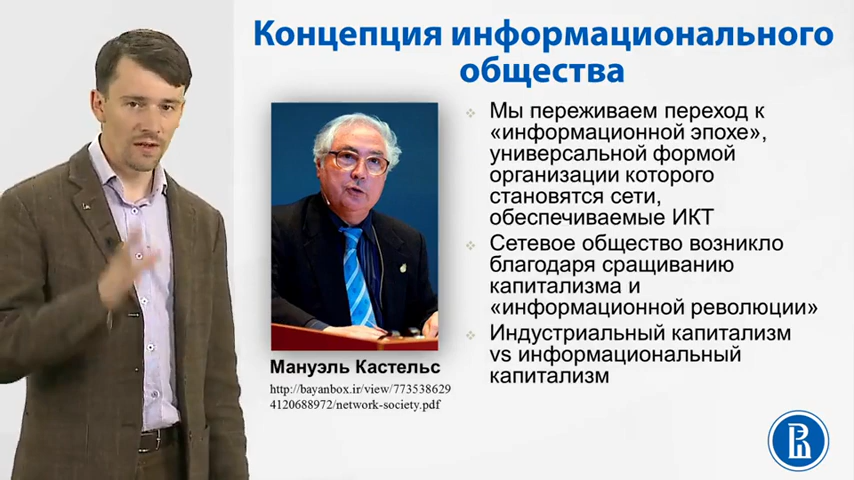 Концепция информационального
общества
Мы переживаем переход к
«информационной эпохе»,
универсальной формой
организации которого
становятся сети,
обеспечиваемые ИКТ
Сетевое общество возникло
благодаря сращиванию
капитализма и
«информационной революции»
Индустриальный капитализм
vs информациональный
капитализм
Мануэль Кастельс
http://bayanbox.ir/view/773538629
4120688972/network-society.pdf